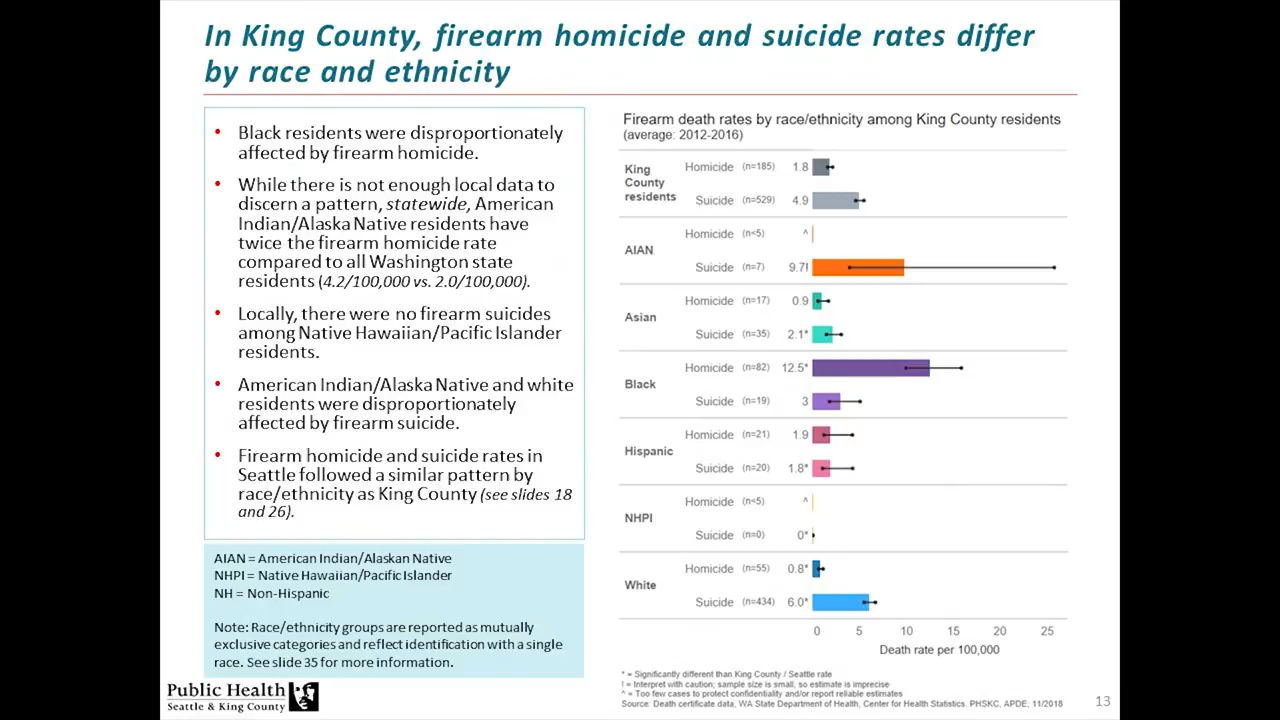 In King County, firearm homicide and suicide rates differ
by race and ethnicity
• Black residents were disproportionately
affected by firearm homicide.
• While there is not enough local data to
discern a pattern, statewide, American
Indian/Alaska Native residents have
twice the firearm homicide rate
compared to all Washington state
residents (4.2/100,000 vs. 2.0/100,000).
• Locally, there were no firearm suicides
among Native Hawaiian/Pacific Islander
residents.
• American Indian/Alaska Native and white
residents were disproportionately
affected by firearm suicide.
• Firearm homicide and suicide rates in
Seattle followed a similar pattern by
race/ethnicity as King County (see slides 18
and 26).
AIAN = American Indian/Alaskan Native
NHPI = Native Hawaiian/Pacific Islander
NH = Non-Hispanic
Note: Race/ethnicity groups are reported as mutually
exclusive categories and reflect identification with a single
race. See slide 35 for more information.
Public Health
Seattle & King County
Firearm death rates by race/ethnicity among King County residents
(average: 2012-2016)
King
County
residents
Homicide (n=185) 1.8
Suicide (n=529) 4.9
AIAN
Homicide (n<5) ^
Suicide (n=7) 9.7!
Asian
Homicide (n=17) 0.9
Suicide (n=35) 2.1*
Black
Homicide (n=82) 12.5*
Suicide (n=19) 3
Hispanic
Homicide (n=21) 1.9
Suicide (n=20) 1.8*
NHPI
Homicide (n<5) ^
Suicide (n=0) 0*
White
Homicide (n=55) 0.8*
Suicide (n=434) 6.0*
0 5 10 15 20 25
Death rate per 100,000
* = Significantly different than King County / Seattle rate
! = Interpret with caution; sample size is small, so estimate is imprecise
^ = Too few cases to protect confidentiality and/or report reliable estimates
Source: Death certificate data, WA State Department of Health, Center for Health Statistics. PHSKC, APDE, 11/2018
13